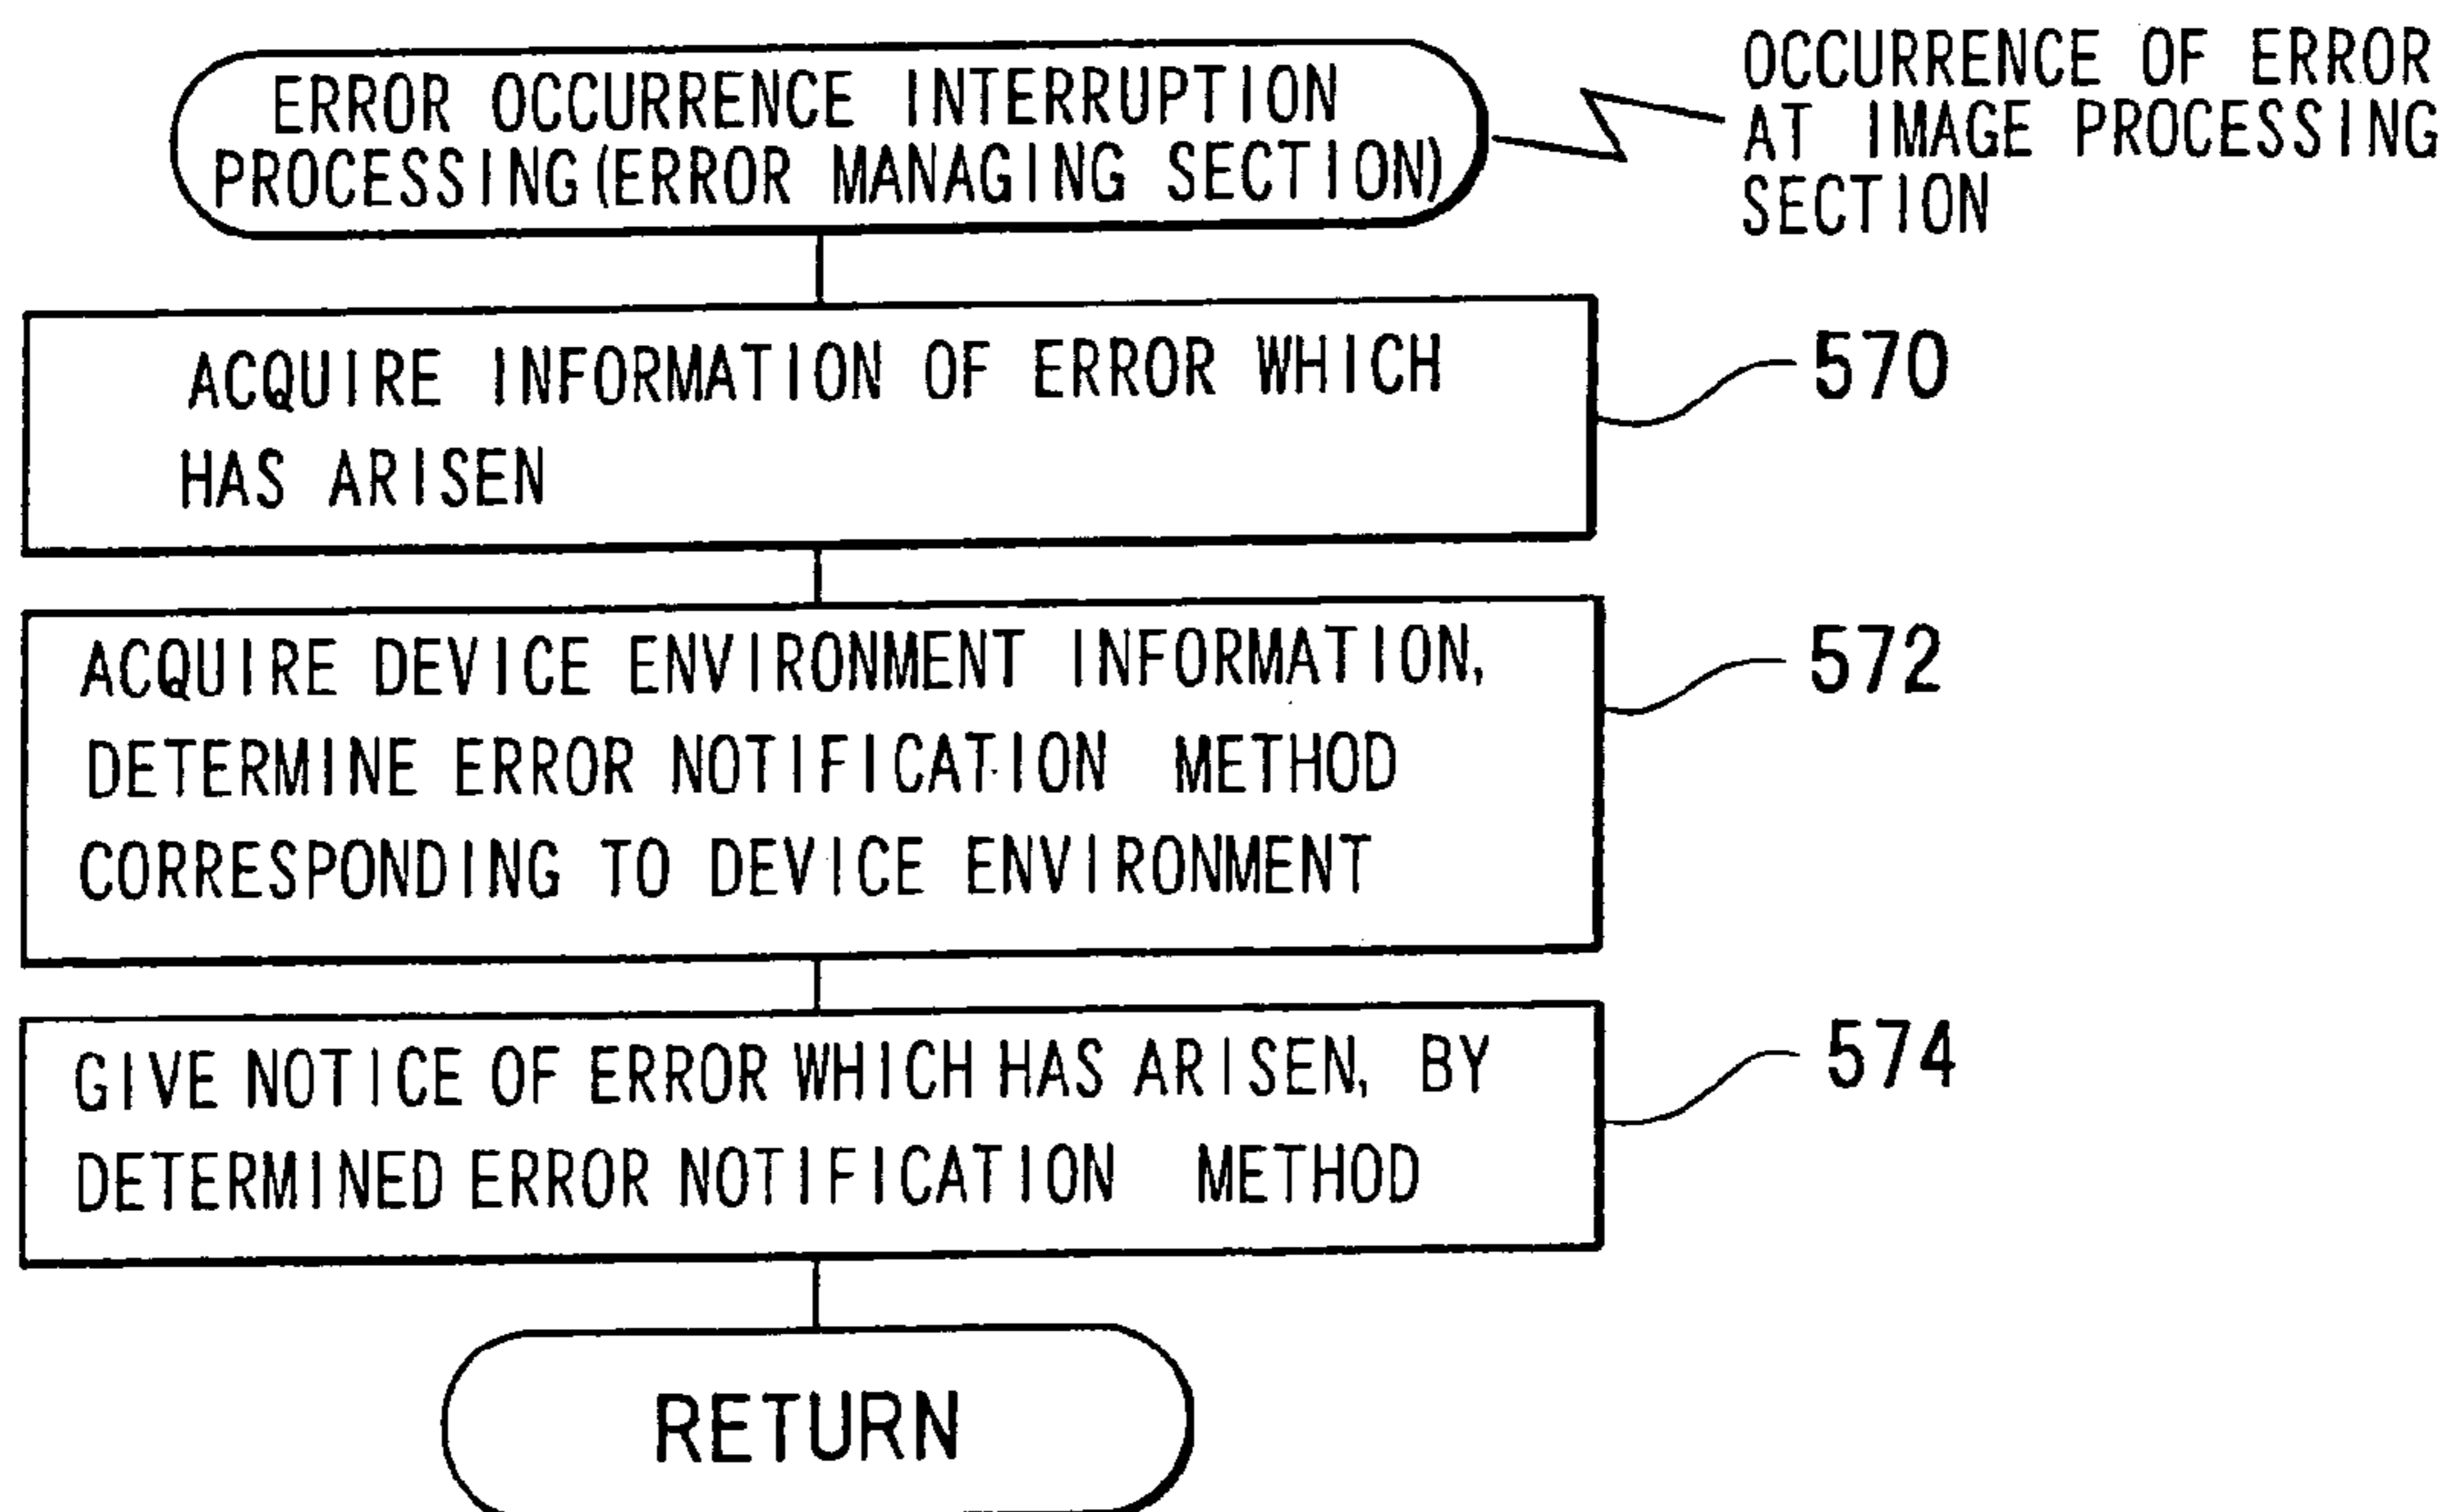 ERROR OCCURRENCE INTERRUPTION
PROCESSING(ERROR MANAGING SECTION)
OCCURRENCE OF ERROR
AT IMAGE PROCESSING
SECTION
ACQUIRE INFORMATION OF ERROR WHICH
HAS ARISEN
570
ACQUIRE DEVICE ENVIRONMENT INFORMATION,
DETERMINE ERROR NOTIFICATION METHOD
CORRESPONDING TO DEVICE ENVIRONMENT
572
GIVE NOTICE OF ERROR WHICH HAS ARISEN, BY
DETERMINED ERROR NOTIFICATION METHOD
574
RETURN